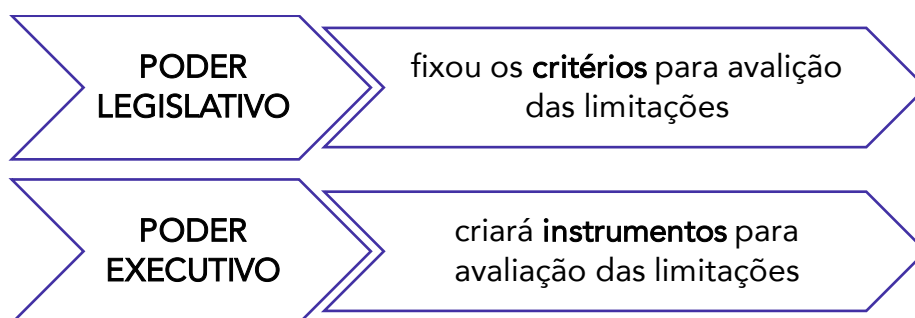 PODER
LEGISLATIVO
fixou os critérios para avalição
das limitações
PODER
EXECUTIVO
criará instrumentos para
avaliação das limitações